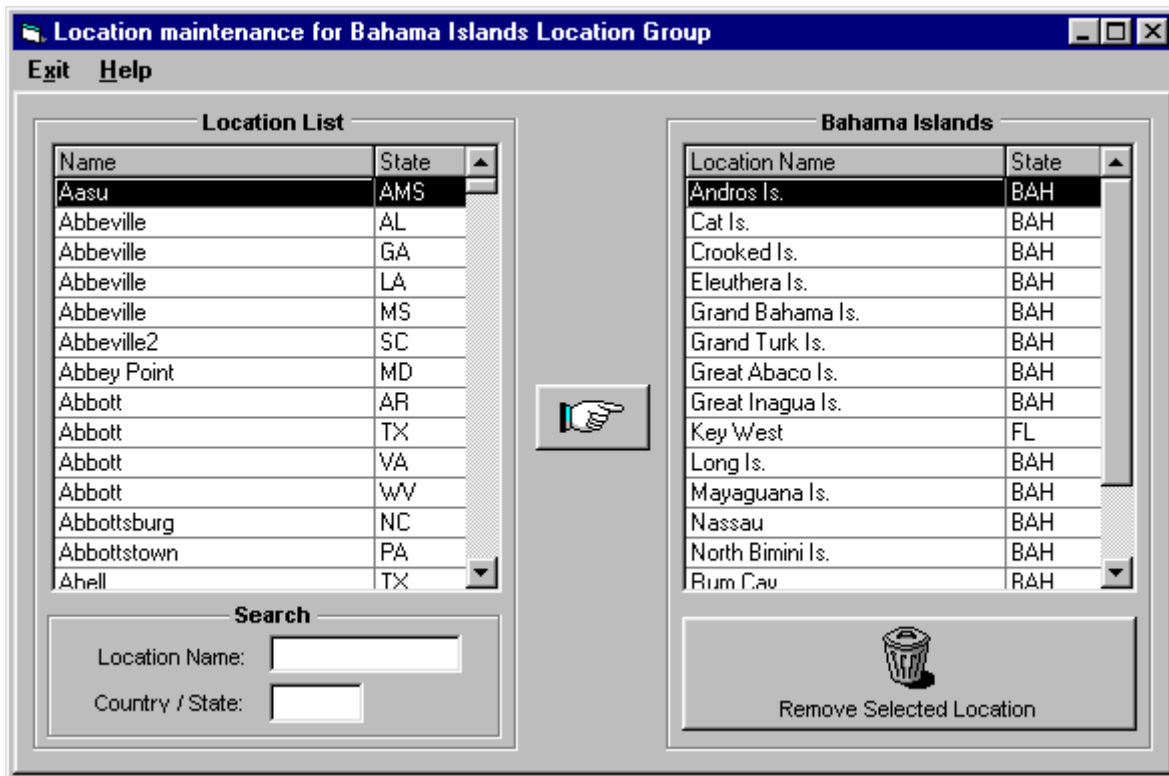 Location maintenance for Bahama Islands Location Group
Exit Help
Location List
Name State
Aasu AMS
Abbeville AL
Abbeville GA
Abbeville LA
Abbeville MS
Abbeville2 SC
Abbey Point MD
Abbott AR
Abbott TX
Abbott VA
Abbott WV
Abbottsburg NC
Abbottstown PA
Abell TX
Search
Location Name:
Country / State:
Bahama Islands
Location Name State
Andros Is. BAH
Cat Is. BAH
Crooked Is. BAH
Eleuthera Is. BAH
Grand Bahama Is. BAH
Grand Turk Is. BAH
Great Abaco Is. BAH
Great Inagua Is. BAH
Key West FL
Long Is. BAH
Mayaguana Is. BAH
Nassau BAH
North Bimini Is. BAH
Rum Cay BAH
Remove Selected Location